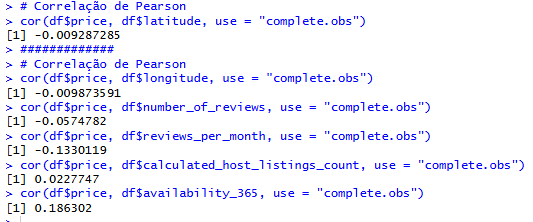 > # Correlação de Pearson
> cor(df$price, df$latitude, use = "complete.obs")
[1] -0.009287285
> #############
> # Correlação de Pearson
> cor(df$price, df$longitude, use = "complete.obs")
[1] -0.009873591
> cor(df$price, df$number_of_reviews, use = "complete.obs")
[1] -0.0574782
> cor(df$price, df$reviews_per_month, use = "complete.obs")
[1] -0.1330119
> cor(df$price, df$calculated_host_listings_count, use = "complete.obs")
[1] 0.0227747
> cor(df$price, df$availability_365, use = "complete.obs")
[1] 0.186302